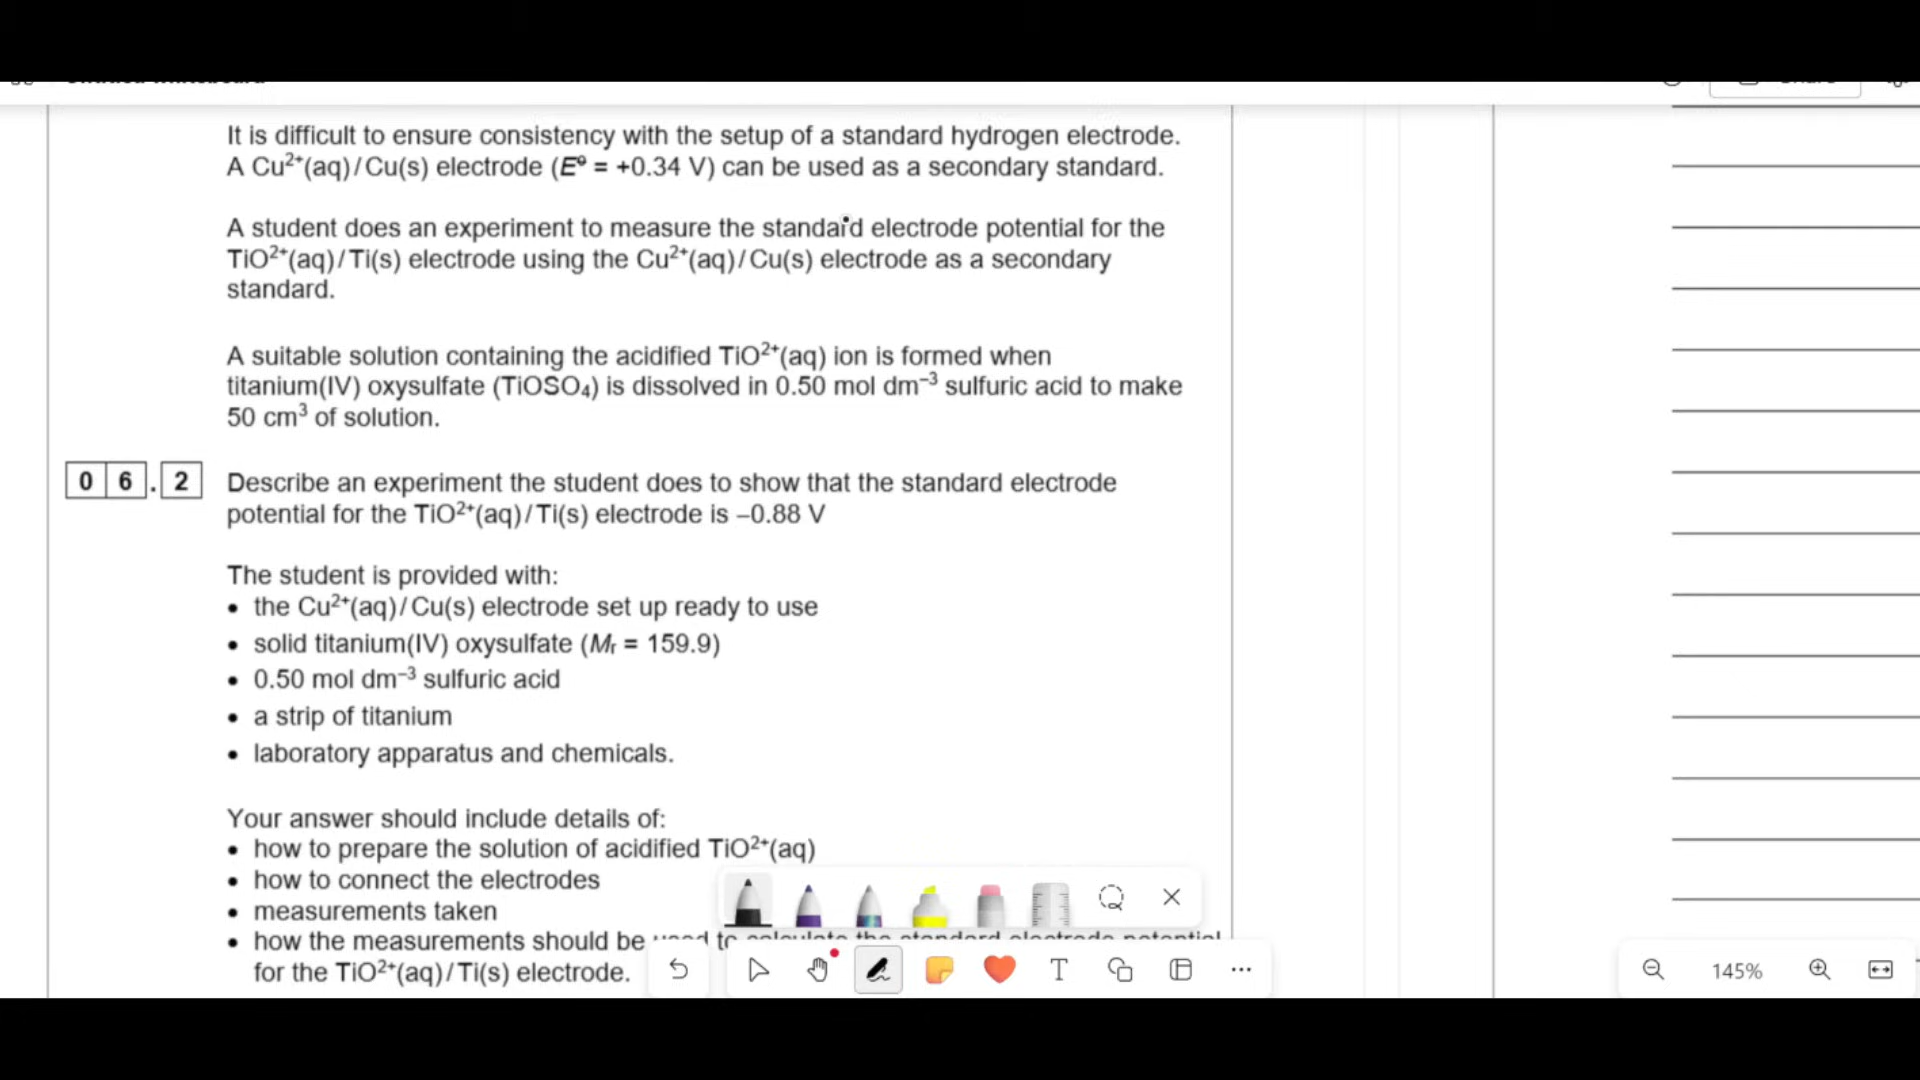 It is difficult to ensure consistency with the setup of a standard hydrogen electrode.
A Cu²⁺(aq)/Cu(s) electrode (E⦵ = +0.34 V) can be used as a secondary standard.
A student does an experiment to measure the standard electrode potential for the
TiO²⁺(aq)/Ti(s) electrode using the Cu²⁺(aq)/Cu(s) electrode as a secondary
standard.
A suitable solution containing the acidified TiO²⁺(aq) ion is formed when
titanium(IV) oxysulfate (TiOSO₄) is dissolved in 0.50 mol dm⁻³ sulfuric acid to make
50 cm³ of solution.
0 6 . 2 Describe an experiment the student does to show that the standard electrode
potential for the TiO²⁺(aq)/Ti(s) electrode is −0.88 V
The student is provided with:
• the Cu²⁺(aq)/Cu(s) electrode set up ready to use
• solid titanium(IV) oxysulfate (Mr = 159.9)
• 0.50 mol dm⁻³ sulfuric acid
• a strip of titanium
• laboratory apparatus and chemicals.
Your answer should include details of:
• how to prepare the solution of acidified TiO²⁺(aq)
• how to connect the electrodes
• measurements taken
• how the measurements should be used to calculate the standard electrode potential
for the TiO²⁺(aq)/Ti(s) electrode.
145%